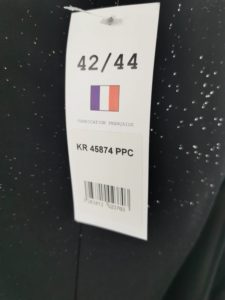 42/44
FABRICATION FRANÇAISE
KR 45874 PPC